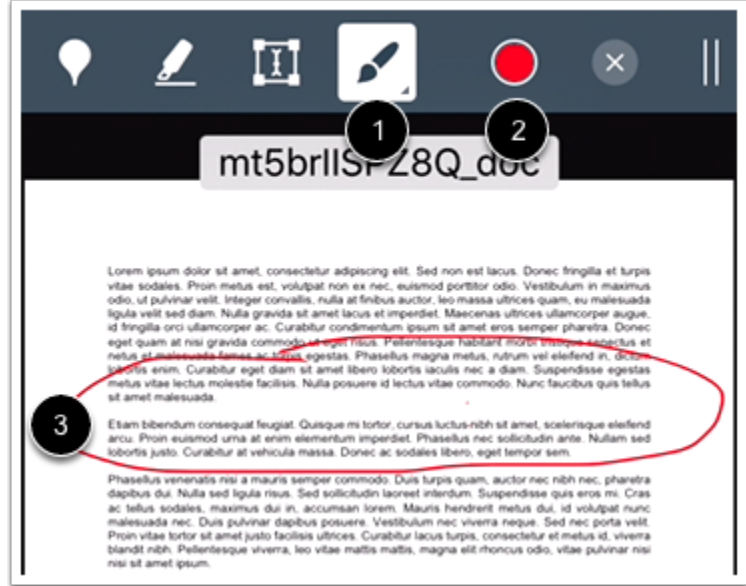 1
2
mt5brIISPZ8Q_doc
Lorem ipsum dolor sit amet, consectetur adipiscing elit. Sed non est lacus. Donec fringilla et turpis
vitae sodales. Proin metus est, volutpat non ex nec, euismod porttitor odio. Vestibulum in maximus
odio, ut pulvinar velit. Integer convallis, nulla at finibus auctor, leo massa ultrices quam, eu malesuada
ligula velit sed diam. Nulla gravida sit amet lacus et imperdiet. Maecenas ultrices ullamcorper augue,
id fringilla orci ullamcorper ac. Curabitur condimentum ipsum sit amet eros semper pharetra. Donec
eget quam at nisi gravida commodo ut eget risus. Pellentesque habitant morbi tristique senectus et
netus et malesuada fames ac turpis egestas. Phasellus magna metus, rutrum vel eleifend in, dictum
lobortis enim. Curabitur eget diam sit amet libero lobortis iaculis nec a diam. Suspendisse egestas
metus vitae lectus molestie facilisis. Nulla posuere id lectus vitae commodo. Nunc faucibus quis tellus
sit amet malesuada.
3
Etiam bibendum consequat feugiat. Quisque mi tortor, cursus luctus nibh sit amet, scelerisque eleifend
arcu. Proin euismod urna at enim elementum imperdiet. Phasellus nec sollicitudin ante. Nullam sed
lobortis justo. Curabitur at vehicula massa. Donec ac sodales libero, eget tempor sem.
Phasellus venenatis nisi a mauris semper commodo. Duis turpis quam, auctor nec nibh nec, pharetra
dapibus dui. Nulla sed ligula risus. Sed sollicitudin laoreet interdum. Suspendisse quis eros mi. Cras
ac tellus sodales, maximus dui in, accumsan lorem. Mauris hendrerit metus dui, id volutpat nunc
malesuada nec. Duis pulvinar dapibus posuere. Vestibulum nec viverra neque. Sed nec porta velit.
Proin vitae tortor sit amet justo facilisis ultrices. Curabitur lacus turpis, consectetur et metus id, viverra
blandit nibh. Pellentesque viverra, leo vitae mattis mattis, magna elit rhoncus odio, vitae pulvinar nisi
nisi sit amet ipsum.